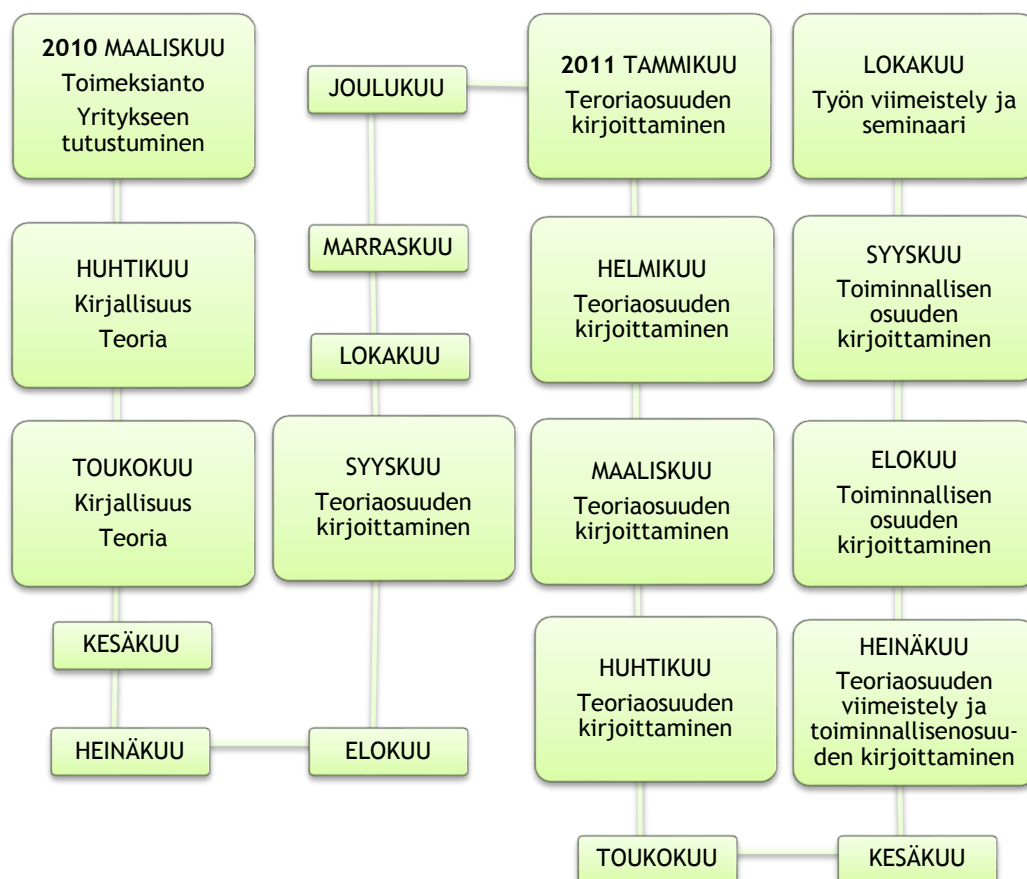 2010 MAALISKUU
Toimeksianto
Yritykseen
tutustuminen
HUHTIKUU
Kirjallisuus
Teoria
TOUKOKUU
Kirjallisuus
Teoria
KESÄKUU
HEINÄKUU
ELOKUU
SYYSKUU
Teoriaosuuden
kirjoittaminen
LOKAKUU
MARRASKUU
JOULUKUU
2011 TAMMIKUU
Teroriaosuuden
kirjoittaminen
HELMIKUU
Teoriaosuuden
kirjoittaminen
MAALISKUU
Teoriaosuuden
kirjoittaminen
HUHTIKUU
Teoriaosuuden
kirjoittaminen
TOUKOKUU
KESÄKUU
HEINÄKUU
Teoriaosuuden
viimeistely ja
toiminnallisenosuu-
den kirjoittaminen
ELOKUU
Toiminnallisen
osuuden
kirjoittaminen
SYYSKUU
Toiminnallisen
osuuden
kirjoittaminen
LOKAKUU
Työn viimeistely ja
seminaari